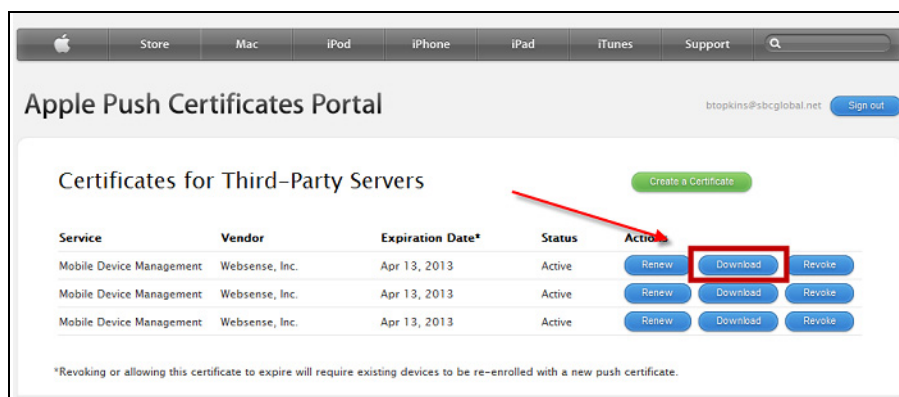 Store Mac iPod iPhone iPad iTunes Support
Apple Push Certificates Portal
btopkins@sbcglobal.net Sign out
Certificates for Third-Party Servers
Create a Certificate
Service Vendor Expiration Date* Status Actions
Mobile Device Management Websense, Inc. Apr 13, 2013 Active Renew Download Revoke
Mobile Device Management Websense, Inc. Apr 13, 2013 Active Renew Download Revoke
Mobile Device Management Websense, Inc. Apr 13, 2013 Active Renew Download Revoke
*Revoking or allowing this certificate to expire will require existing devices to be re-enrolled with a new push certificate.